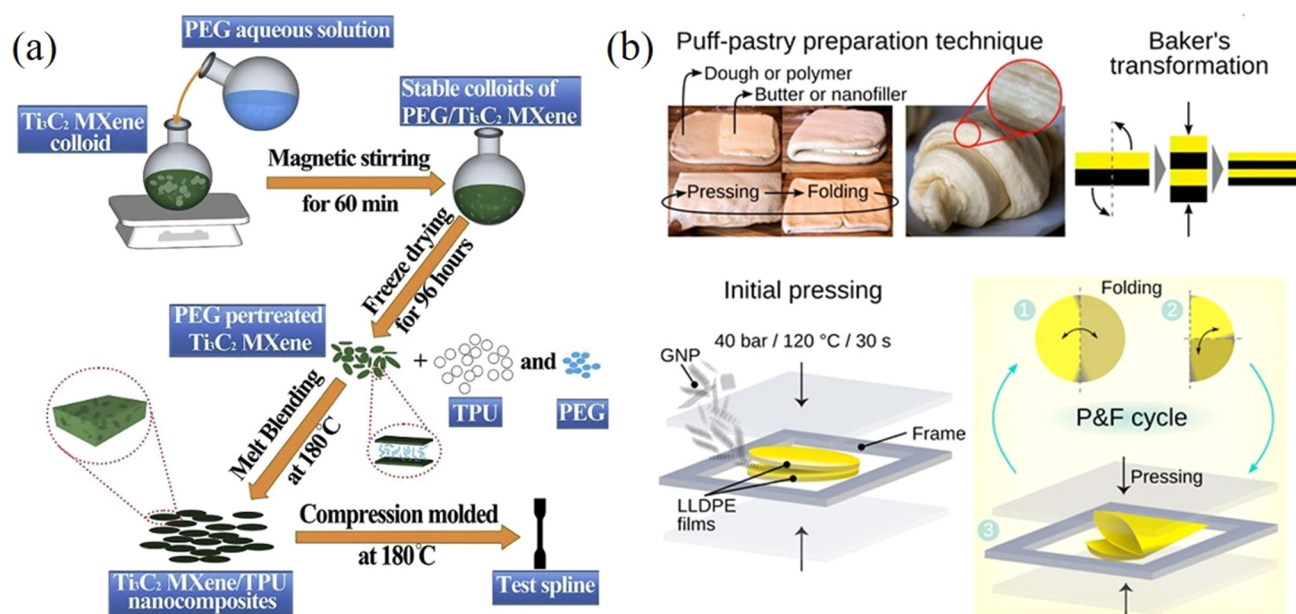 (a)
PEG aqueous solution
Ti₃C₂ MXene
colloid
Stable colloids of
PEG/Ti₃C₂ MXene
Magnetic stirring
for 60 min
Freeze drying
for 96 hours
PEG pertreated
Ti₃C₂ MXene
+
and
TPU
PEG
Melt Blending
at 180℃
Compression molded
at 180℃
Ti₃C₂ MXene/TPU
nanocomposites
Test spline
(b)
Puff-pastry preparation technique
Dough or polymer
Butter or nanofiller
Pressing
Folding
Baker's
transformation
Initial pressing
40 bar / 120 °C / 30 s
GNP
Frame
LLDPE
films
1
Folding
2
P&F cycle
Pressing
3